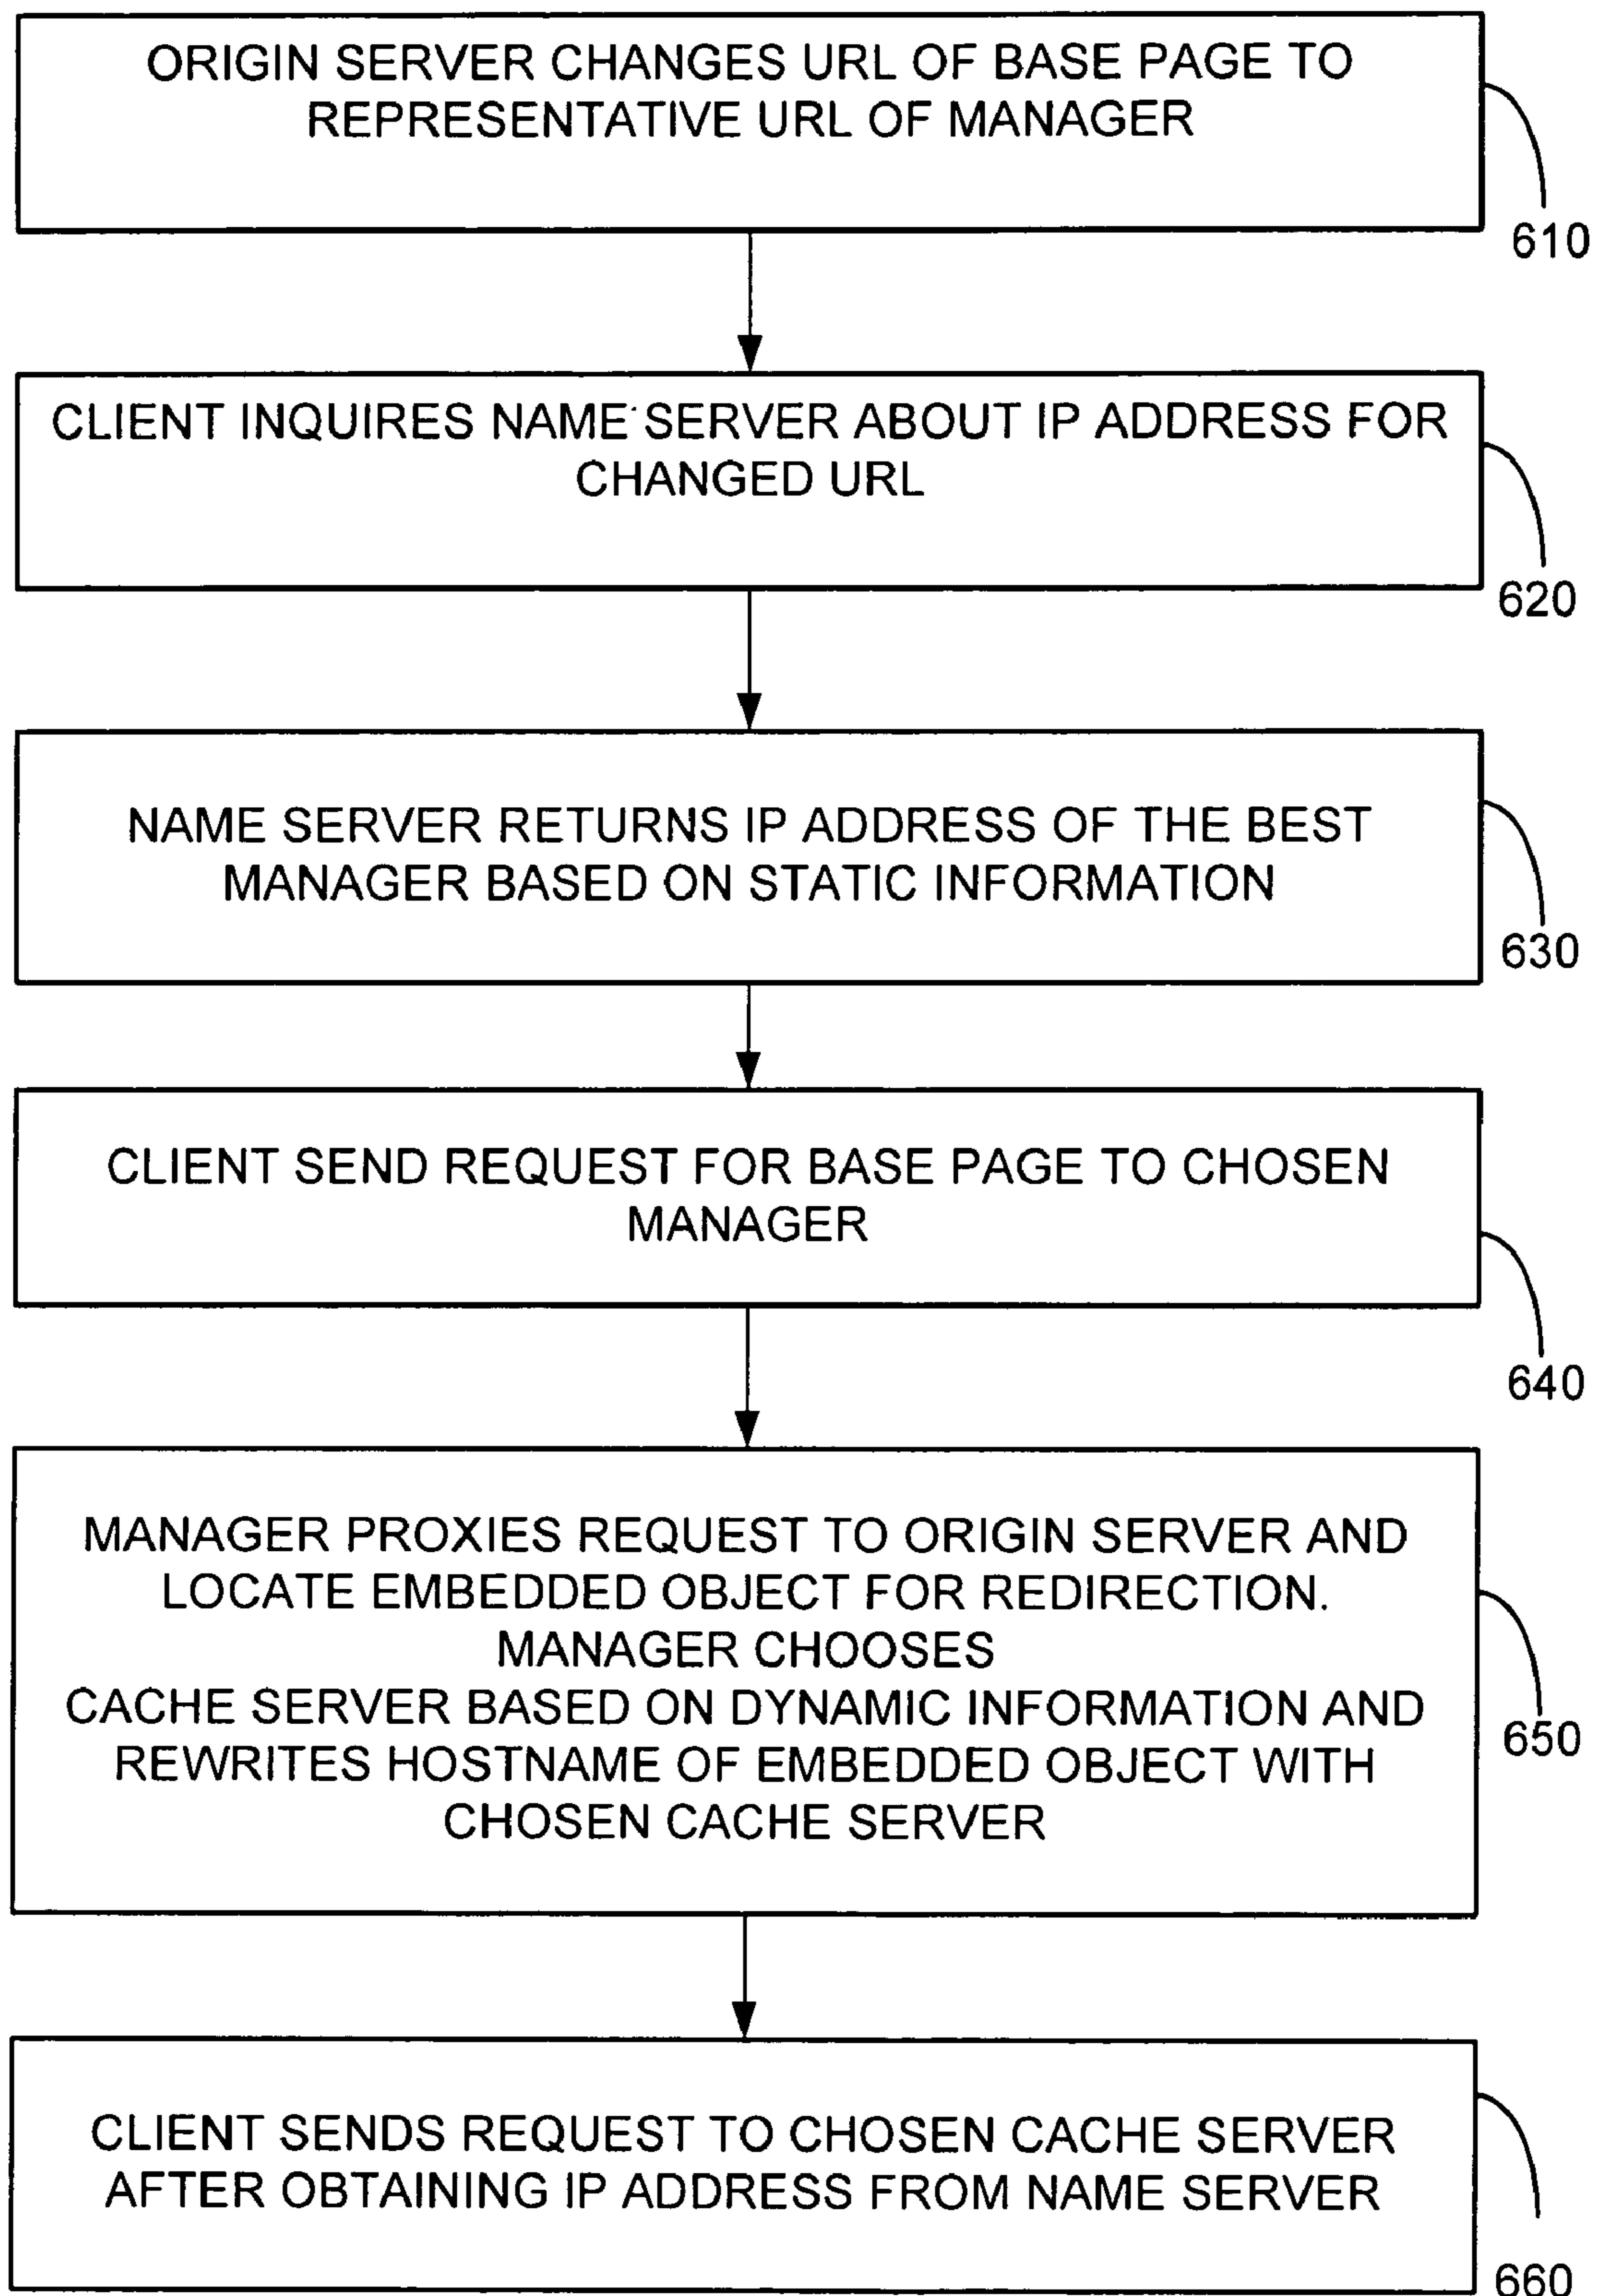 ORIGIN SERVER CHANGES URL OF BASE PAGE TO
REPRESENTATIVE URL OF MANAGER
610
CLIENT INQUIRES NAME SERVER ABOUT IP ADDRESS FOR
CHANGED URL
620
NAME SERVER RETURNS IP ADDRESS OF THE BEST
MANAGER BASED ON STATIC INFORMATION
630
CLIENT SEND REQUEST FOR BASE PAGE TO CHOSEN
MANAGER
640
MANAGER PROXIES REQUEST TO ORIGIN SERVER AND
LOCATE EMBEDDED OBJECT FOR REDIRECTION.
MANAGER CHOOSES
CACHE SERVER BASED ON DYNAMIC INFORMATION AND
REWRITES HOSTNAME OF EMBEDDED OBJECT WITH
CHOSEN CACHE SERVER
650
CLIENT SENDS REQUEST TO CHOSEN CACHE SERVER
AFTER OBTAINING IP ADDRESS FROM NAME SERVER
660